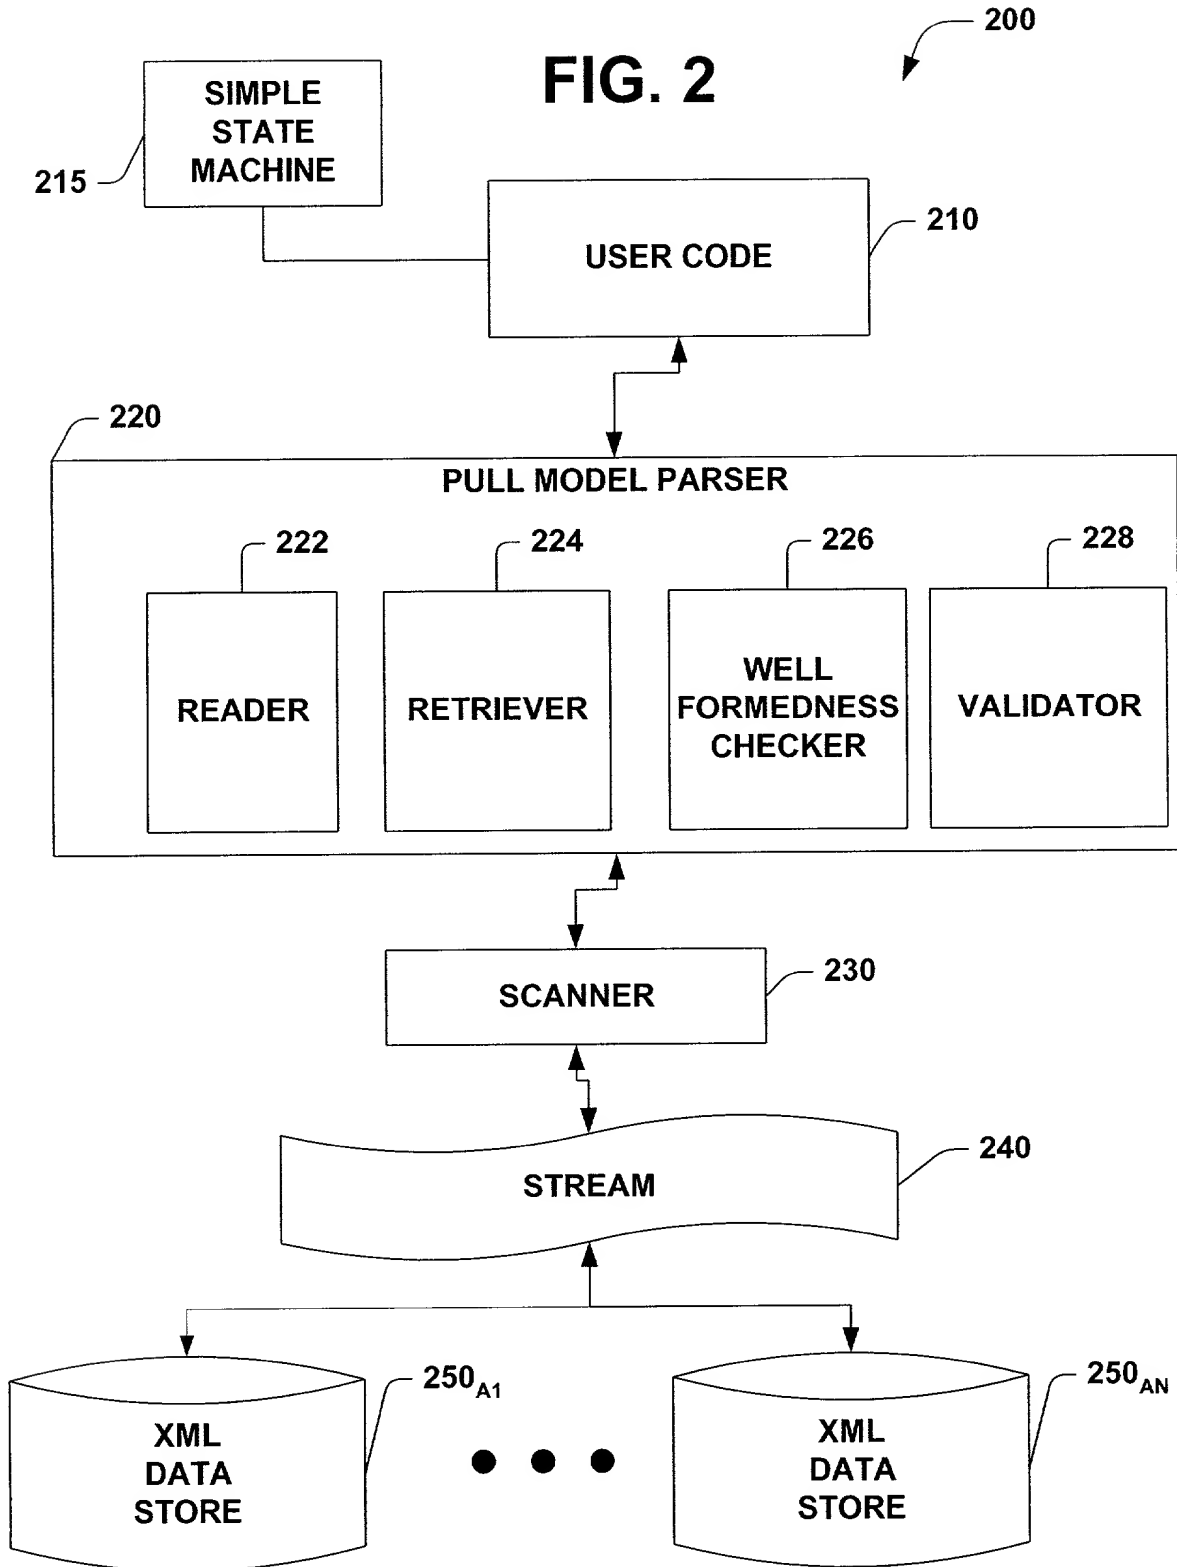 200
FIG. 2
SIMPLE
STATE
MACHINE
215
210
USER CODE
220
PULL MODEL PARSER
222
224
226
228
READER
RETRIEVER
WELL
FORMEDNESS
CHECKER
VALIDATOR
230
SCANNER
240
STREAM
250A1
XML
DATA
STORE
250AN
XML
DATA
STORE